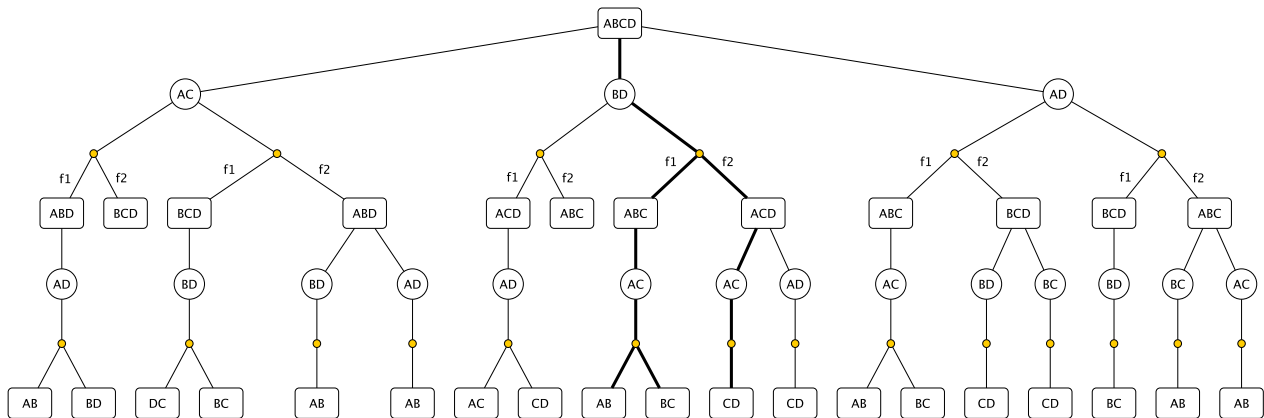 ABCD
AC BD AD
f1 f2 f1 f2 f1 f2 f1 f2 f1 f2 f1 f2
ABD BCD BCD ABD ACD ABC ABC ACD ABC BCD BCD ABC
AD BD BD AD AD AC AC AD AC BD BC BD BC AC
AB BD DC BC AB AB AC CD AB BC CD CD AB BC CD CD BC AB AB